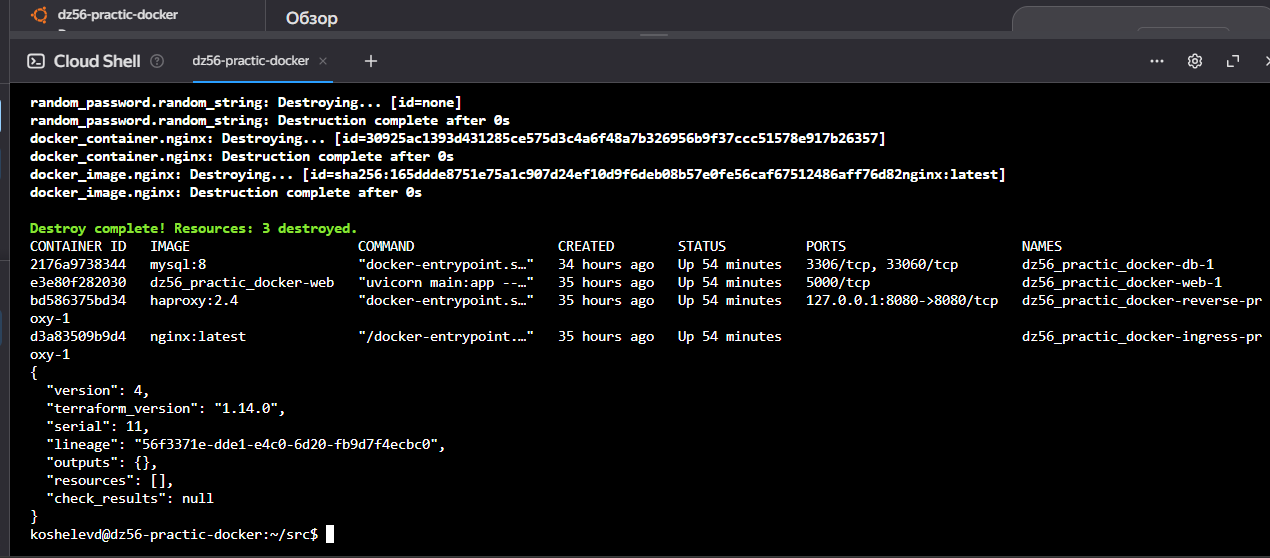 dz56-practic-docker
Обзор
Cloud Shell
dz56-practic-docker
random_password.random_string: Destroying... [id=none]
random_password.random_string: Destruction complete after 0s
docker_container.nginx: Destroying... [id=30925ac1393d431285ce575d3c4a6f48a7b326956b9f37ccc51578e917b26357]
docker_container.nginx: Destruction complete after 0s
docker_image.nginx: Destroying... [id=sha256:165ddde8751e75a1c907d24ef10d9f6deb08b57e0fe56caf67512486aff76d82nginx:latest]
docker_image.nginx: Destruction complete after 0s
Destroy complete! Resources: 3 destroyed.
CONTAINER ID IMAGE COMMAND CREATED STATUS PORTS NAMES
2176a9738344 mysql:8 "docker-entrypoint.s…" 34 hours ago Up 54 minutes 3306/tcp, 33060/tcp dz56_practic_docker-db-1
e3e80f282030 dz56_practic_docker-web "uvicorn main:app --…" 35 hours ago Up 54 minutes 5000/tcp dz56_practic_docker-web-1
bd586375bd34 haproxy:2.4 "docker-entrypoint.s…" 35 hours ago Up 54 minutes 127.0.0.1:8080->8080/tcp dz56_practic_docker-reverse-pr
oxy-1
d3a83509b9d4 nginx:latest "/docker-entrypoint.…" 35 hours ago Up 54 minutes dz56_practic_docker-ingress-pr
oxy-1
{
"version": 4,
"terraform_version": "1.14.0",
"serial": 11,
"lineage": "56f3371e-dde1-e4c0-6d20-fb9d7f4ecbc0",
"outputs": {},
"resources": [],
"check_results": null
}
koshelevd@dz56-practic-docker:~/src$